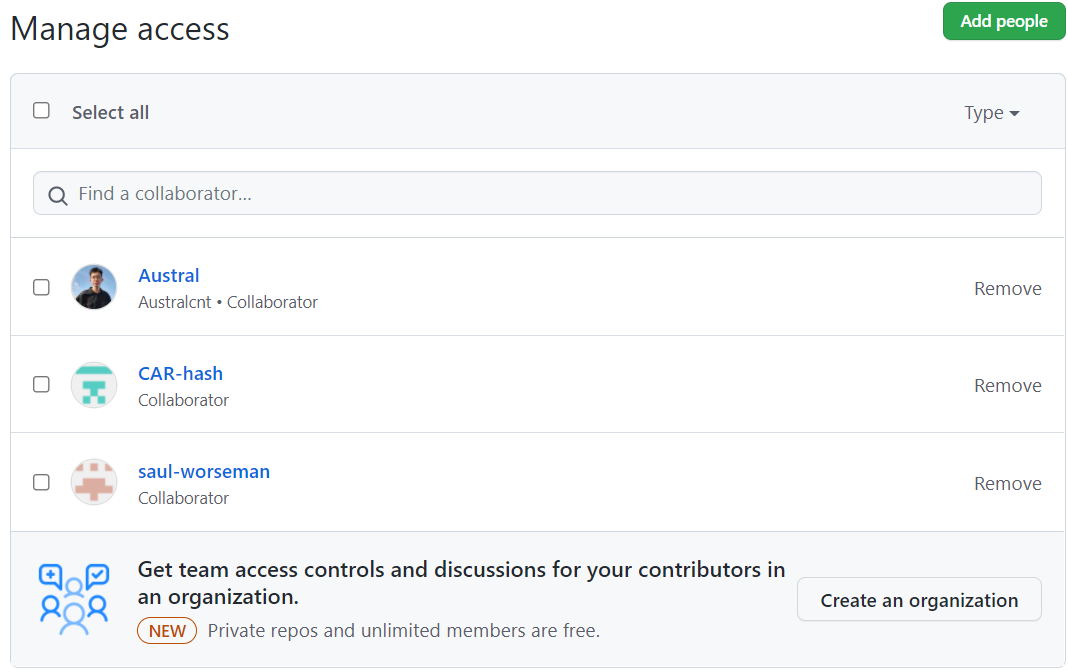 Manage access
Add people
Select all
Type
Find a collaborator...
Austral
Australcnt • Collaborator
Remove
CAR-hash
Collaborator
Remove
saul-worseman
Collaborator
Remove
Get team access controls and discussions for your contributors in
an organization.
Create an organization
NEW Private repos and unlimited members are free.